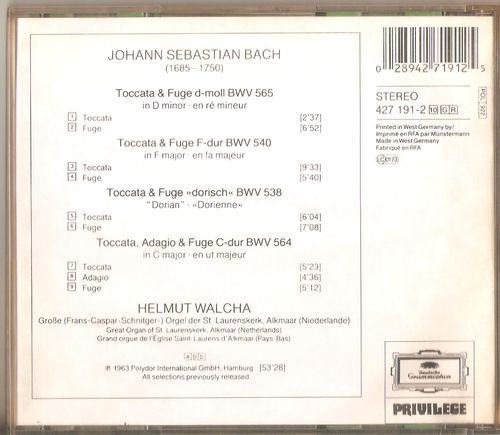 JOHANN SEBASTIAN BACH
(1685–1750)
Toccata & Fuge d-moll BWV 565
in D minor · en ré mineur
1 Toccata [2'37]
2 Fuge [6'52]
Toccata & Fuge F-dur BWV 540
in F major · en fa majeur
3 Toccata [9'33]
4 Fuge [5'40]
Toccata & Fuge »dorisch« BWV 538
"Dorian" · «Dorienne»
5 Toccata [6'04]
6 Fuge [7'08]
Toccata, Adagio & Fuge C-dur BWV 564
in C major · en ut majeur
7 Toccata [5'23]
8 Adagio [4'36]
9 Fuge [5'12]
HELMUT WALCHA
Große (Frans-Caspar-Schnitger-) Orgel der St. Laurenskerk, Alkmaar (Niederlande)
Great Organ of St. Laurenskerk, Alkmaar (Netherlands)
Grand orgue de l'Église Saint-Laurens d'Alkmaar (Pays-Bas)
ADD
℗ 1963 Polydor International GmbH, Hamburg [53'28]
All selections previously released
0 28942 71912 5
STEREO
427 191-2 10 GR
POL 922
Printed in West Germany by/
Imprimé en RFA par Münstermann
Made in West Germany
Fabriqué en RFA
LC 0173
Deutsche
Grammophon
PRIVILEGE